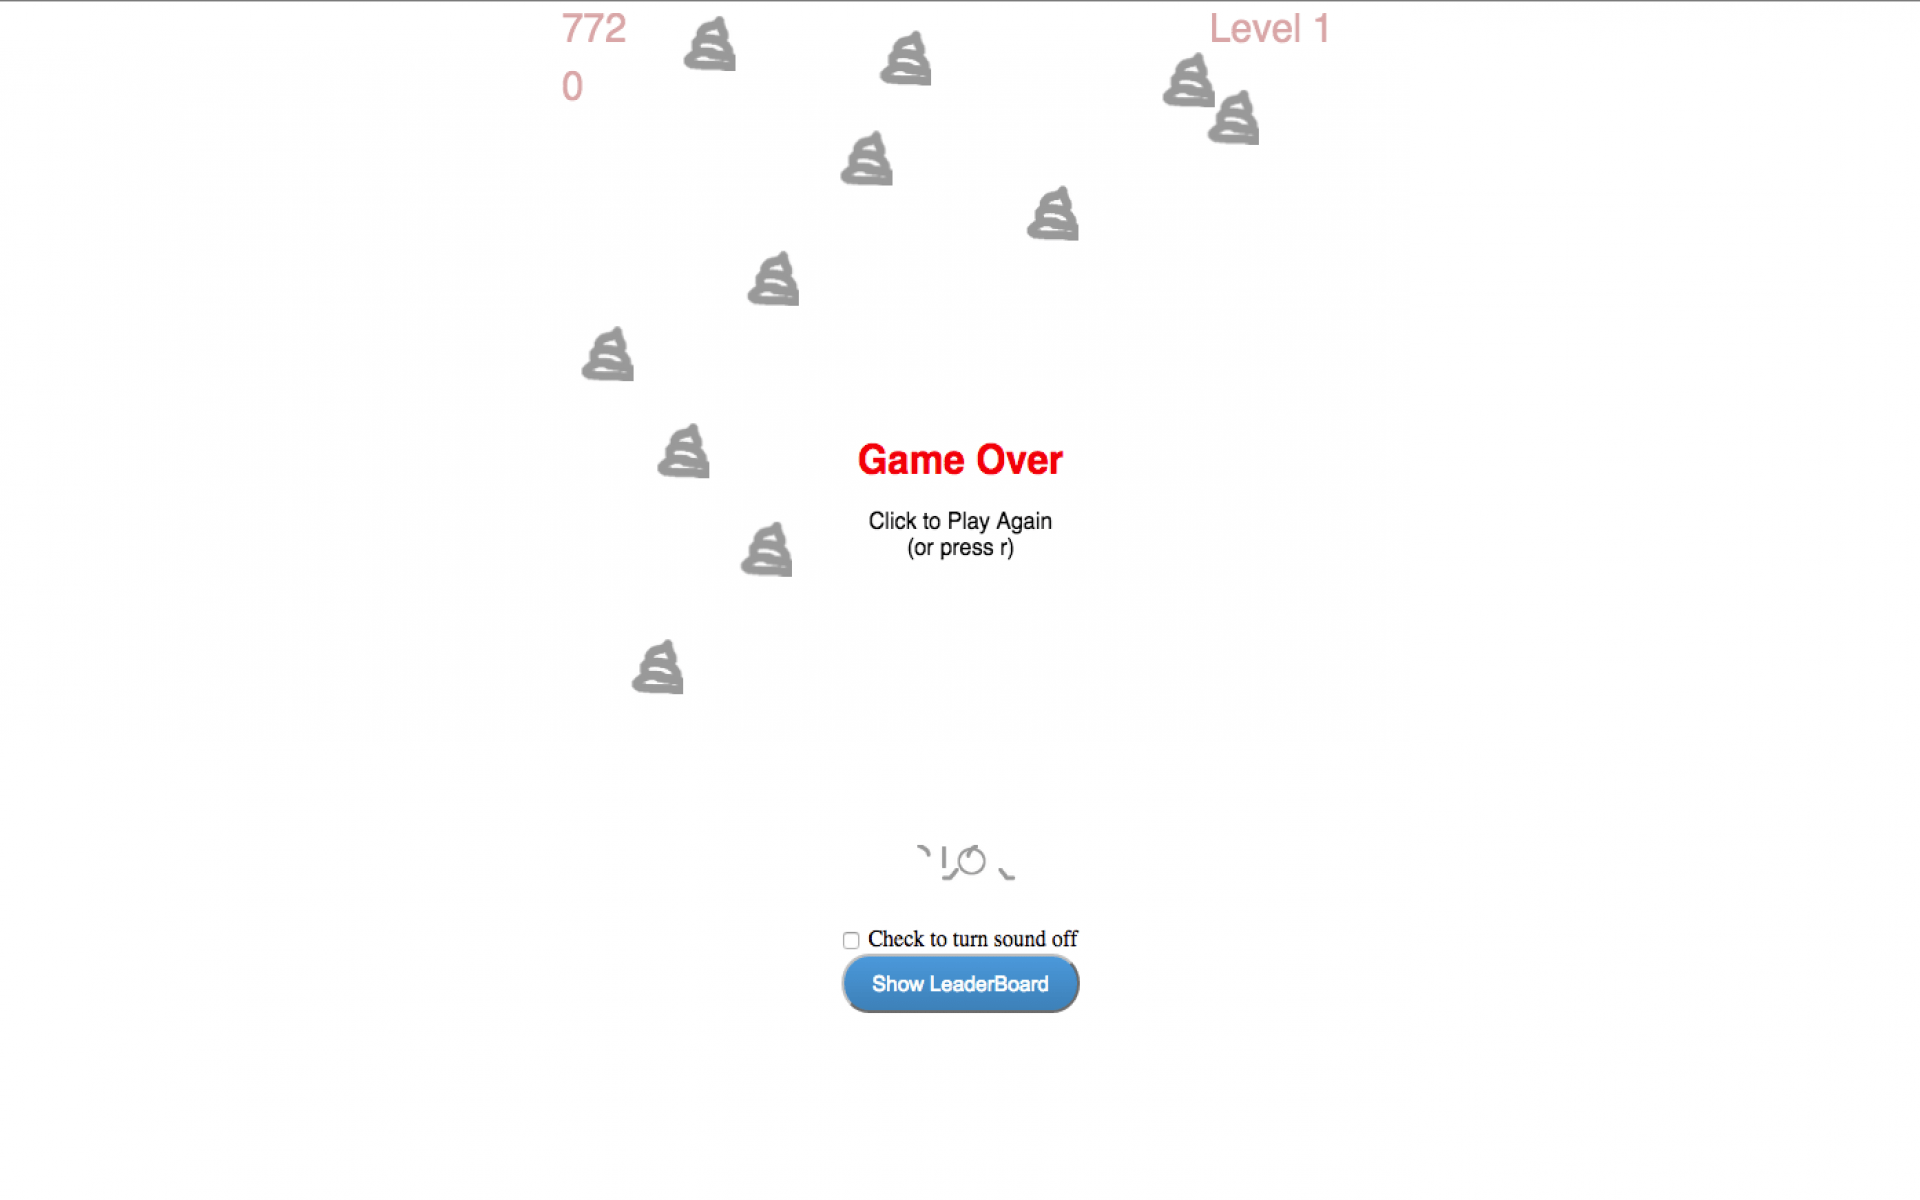 772
Level 1
0
Game Over
Click to Play Again
(or press r)
Check to turn sound off
Show LeaderBoard